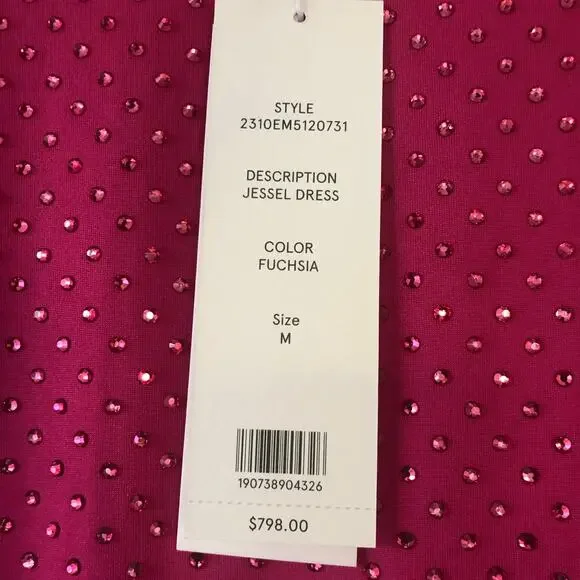 STYLE
2310EM5120731
DESCRIPTION
JESSEL DRESS
COLOR
FUCHSIA
Size
M
190738904326
$798.00